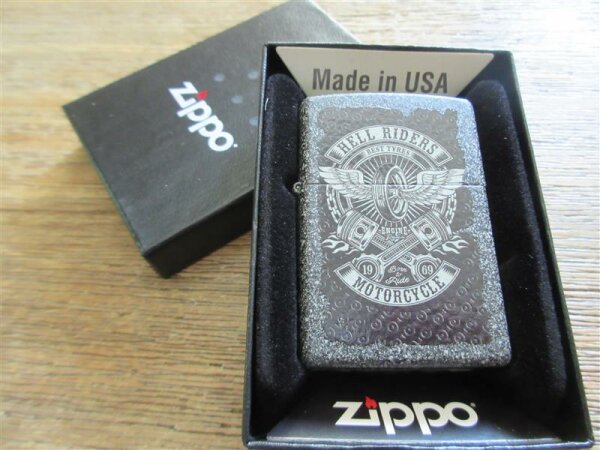 zippo
Made in USA
HELL RIDERS
BEST TYRES
ENGINE
19 Born 69
to Ride
MOTORCYCLE
zippo